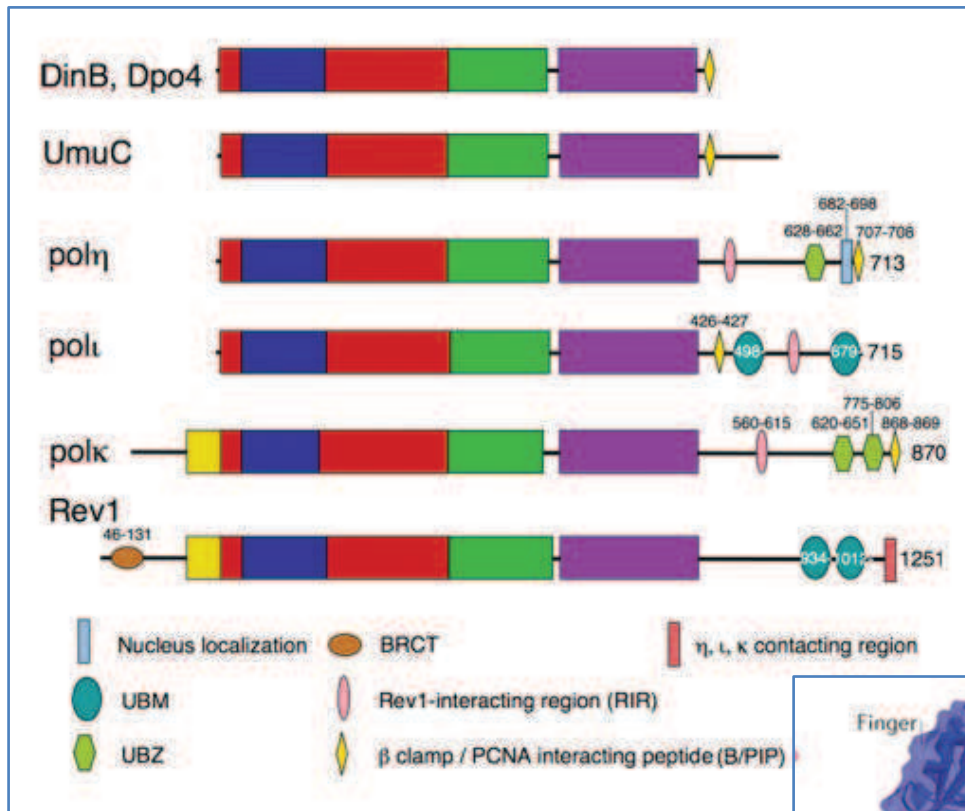 DinB, Dpo4
UmuC
682-698
628-662 707-708
polη 713
426-427
polι 498 679 715
775-806
560-615 620-651 868-869
polκ 870
Rev1
46-131
934 1012 1251
Nucleus localization BRCT η, ι, κ contacting region
UBM Rev1-interacting region (RIR)
UBZ β clamp / PCNA interacting peptide (B/PIP)
Finger